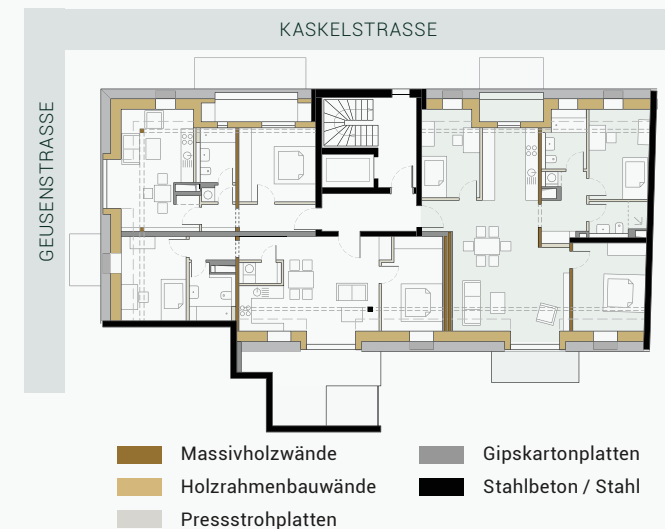 KASKELSTRASSE
GEUSENSTRASSE
Massivholzwände
Holzrahmenbauwände
Pressstrohplatten
Gipskartonplatten
Stahlbeton / Stahl